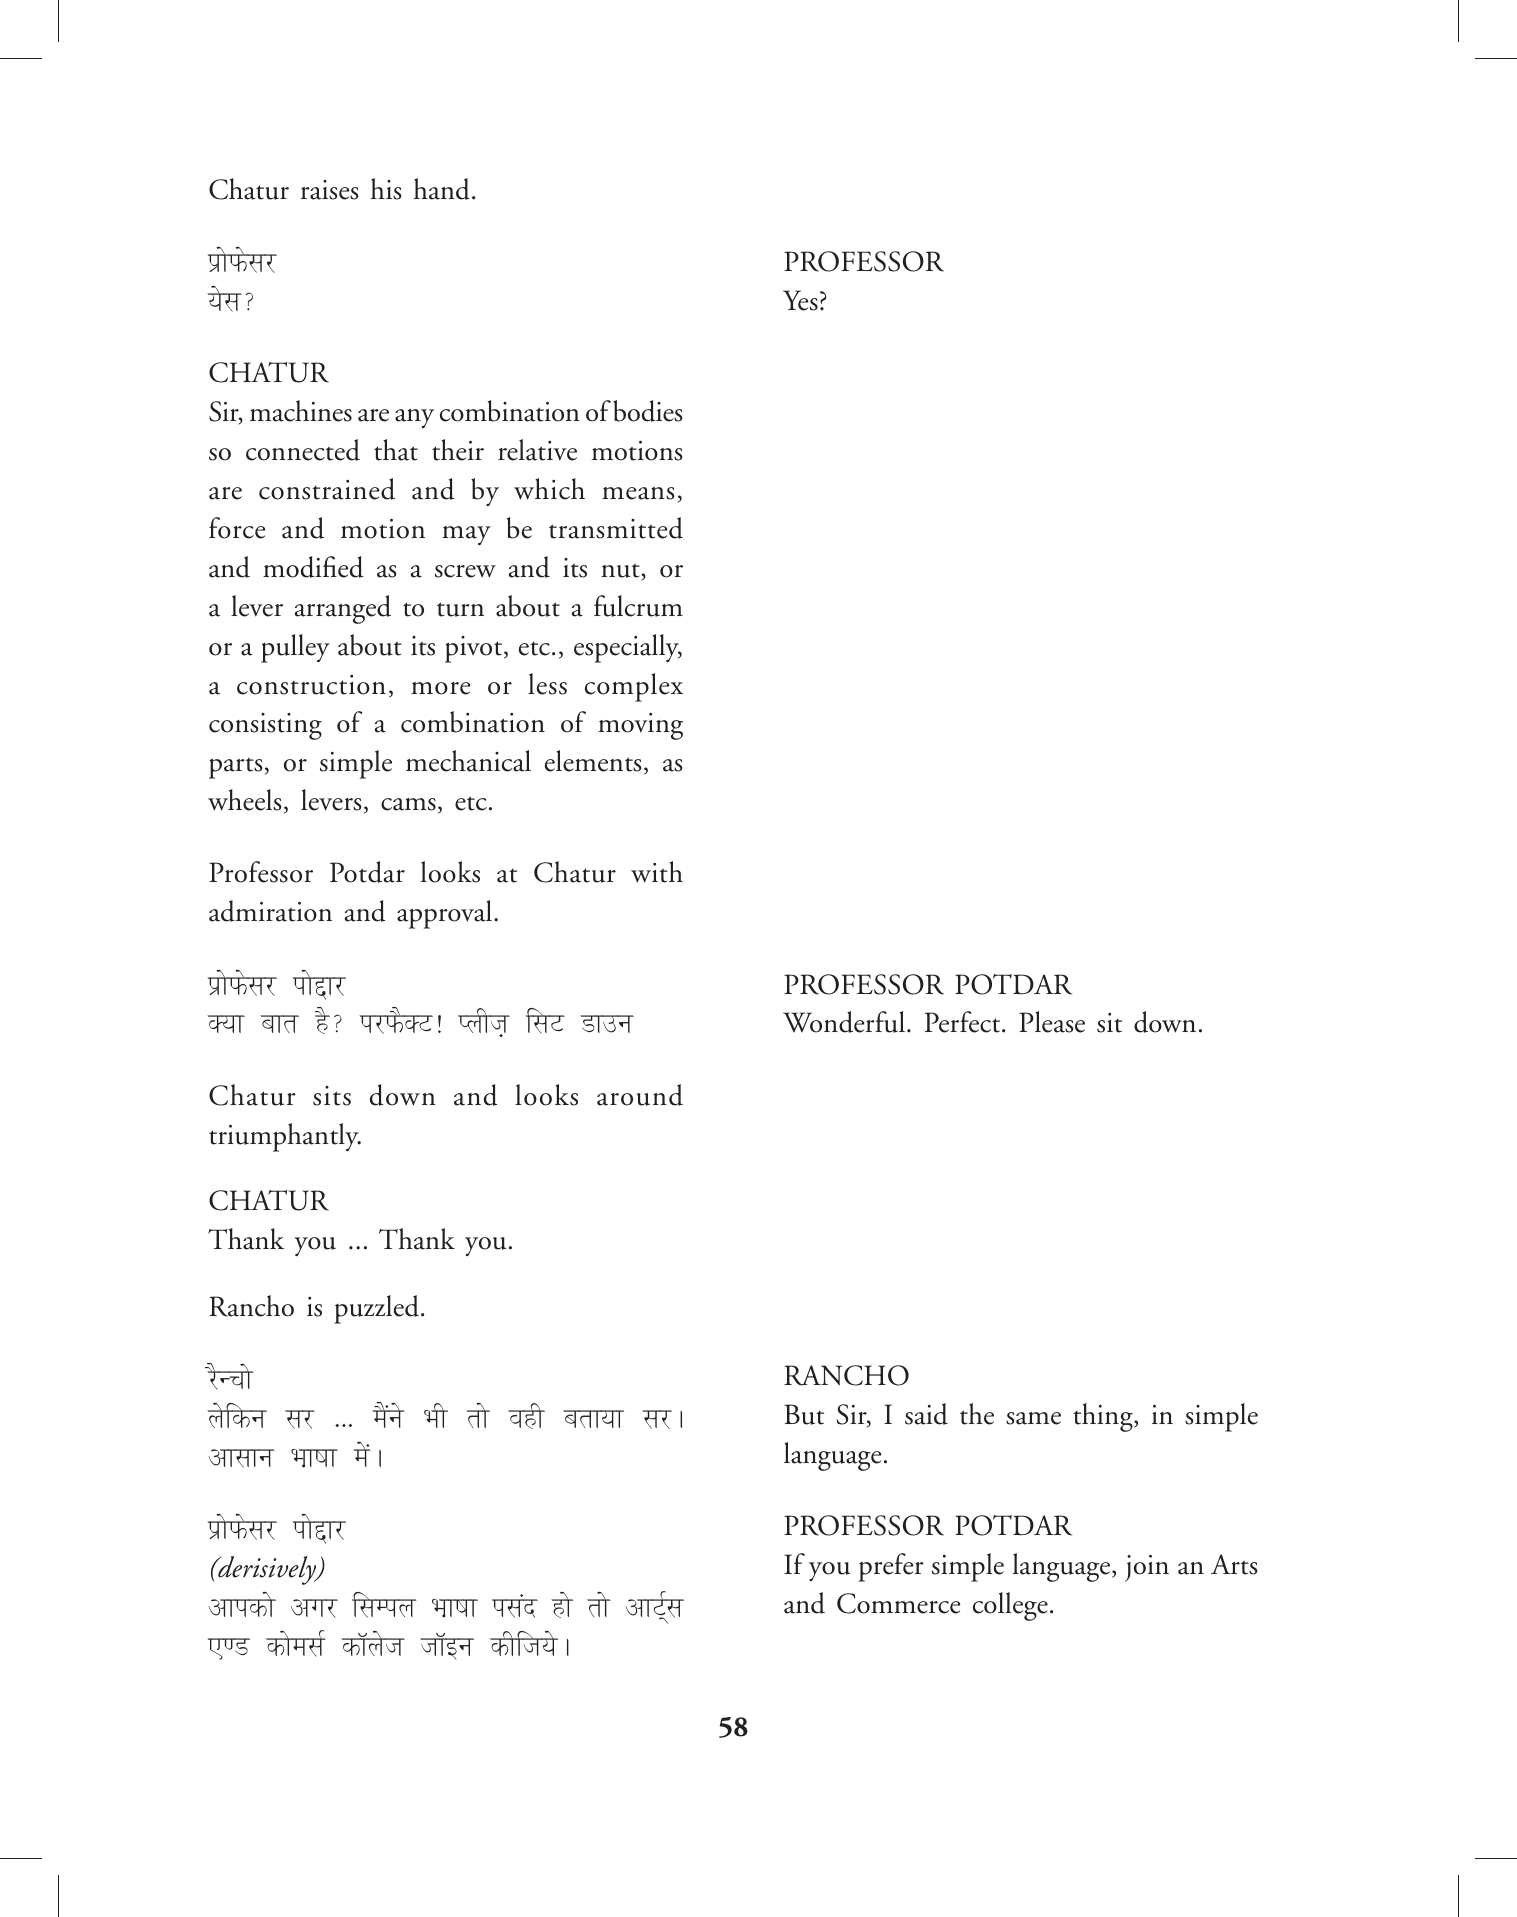 Chatur raises his hand.
प्रोफेसर
येस?
PROFESSOR
Yes?
CHATUR
Sir, machines are any combination of bodies
so connected that their relative motions
are constrained and by which means,
force and motion may be transmitted
and modified as a screw and its nut, or
a lever arranged to turn about a fulcrum
or a pulley about its pivot, etc., especially,
a construction, more or less complex
consisting of a combination of moving
parts, or simple mechanical elements, as
wheels, levers, cams, etc.
Professor Potdar looks at Chatur with
admiration and approval.
प्रोफेसर पोद्दार
क्या बात है? परफैक्ट! प्लीज़ सिट डाउन
PROFESSOR POTDAR
Wonderful. Perfect. Please sit down.
Chatur sits down and looks around
triumphantly.
CHATUR
Thank you ... Thank you.
Rancho is puzzled.
रैन्चो
लेकिन सर ... मैंने भी तो वही बताया सर।
आसान भा़षा में।
RANCHO
But Sir, I said the same thing, in simple
language.
प्रोफेसर पोद्दार
(derisively)
आपको अगर सिम्पल भा़षा पसंद हो तो आर्ट्स
एण्ड कोमर्स कॉलेज जॉइन कीजिये।
PROFESSOR POTDAR
If you prefer simple language, join an Arts
and Commerce college.
58